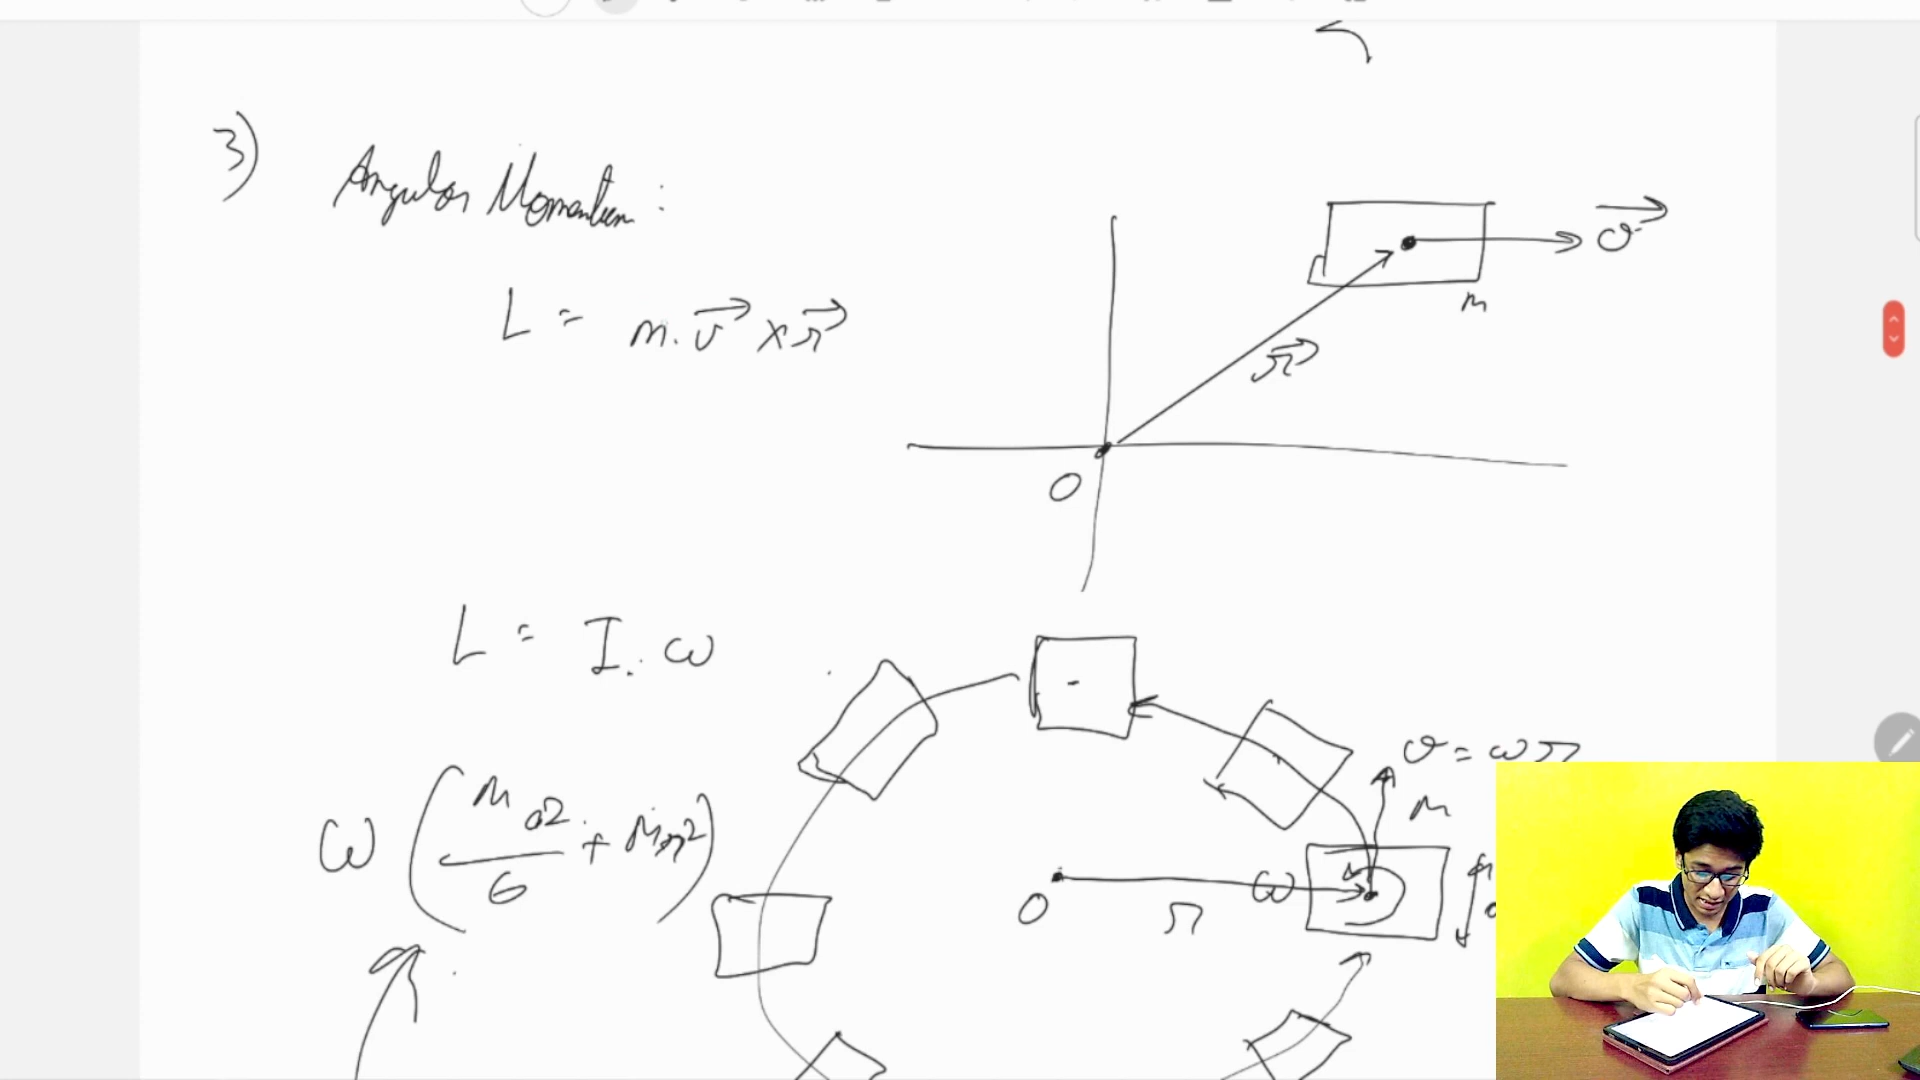 3)
Angular Momentum :
L = m. v⃗ × r⃗
v⃗
m
r⃗
O
L = I. ω
v = ωr
m
ω (Ma²/6 + Mr²)
O
r
ω